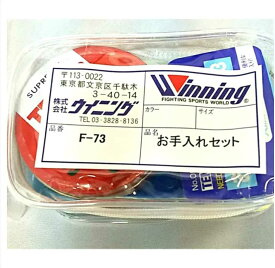 〒113-0022
東京都文京区千駄木
3-40-14
株式会社 ウイニング
TEL 03-3828-8136
Winning
FIGHTING SPORTS WORLD
カラー
サイズ
品番
F-73
品名
お手入れセット
SUPRE